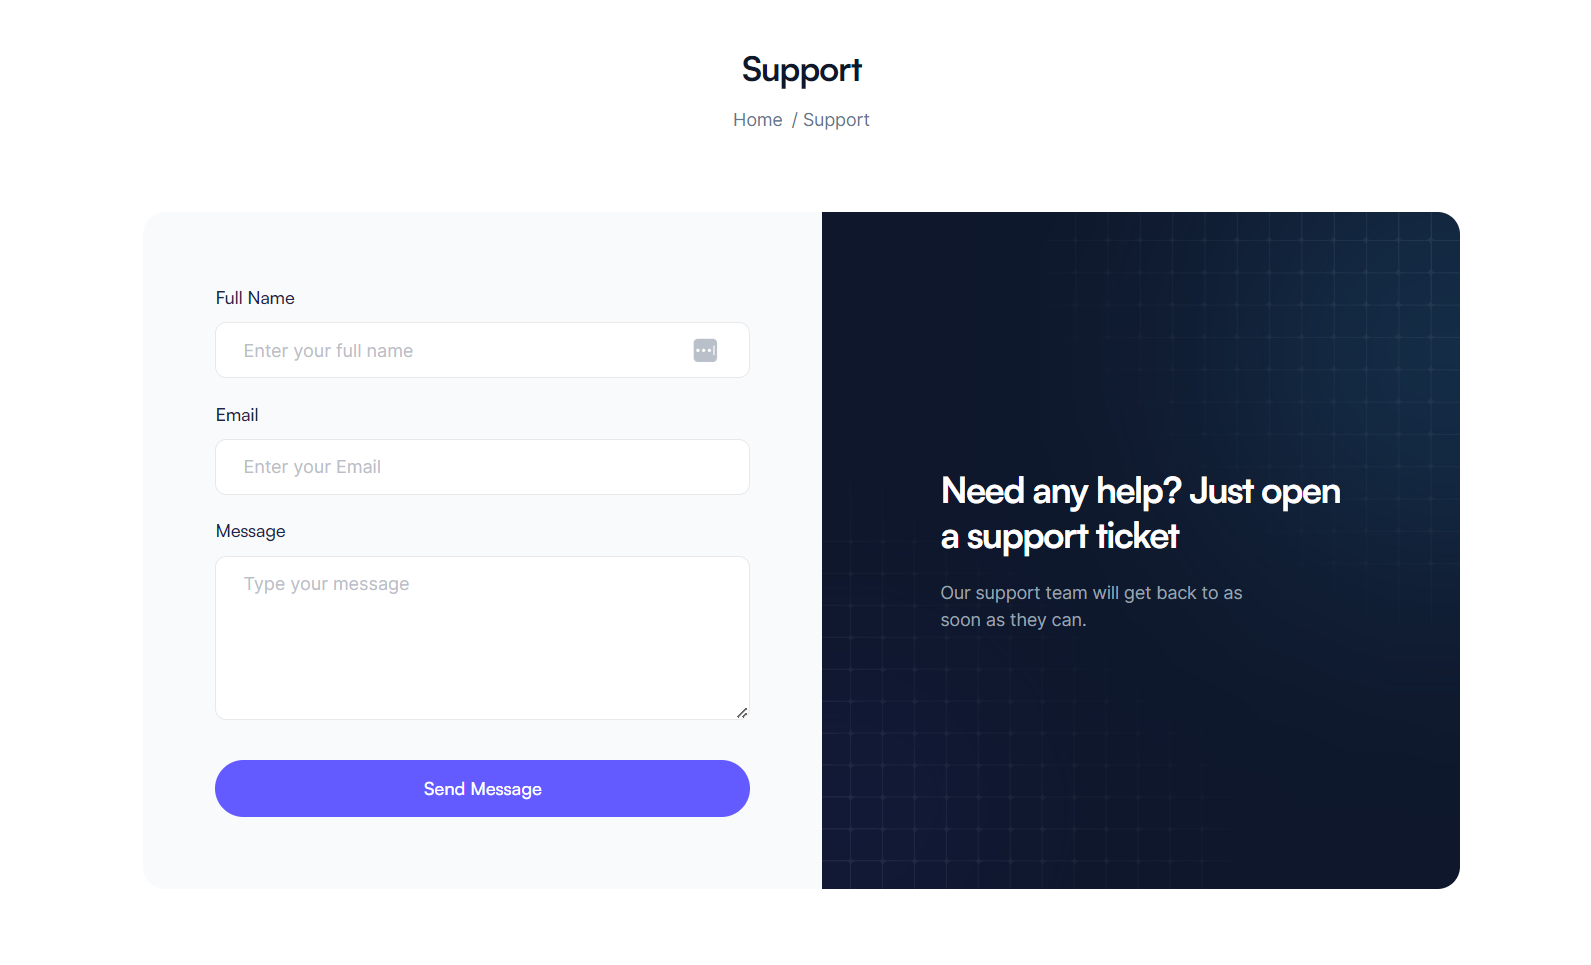 Support
Home / Support
Full Name
Enter your full name
Email
Enter your Email
Message
Type your message
Send Message
Need any help? Just open
a support ticket
Our support team will get back to as
soon as they can.